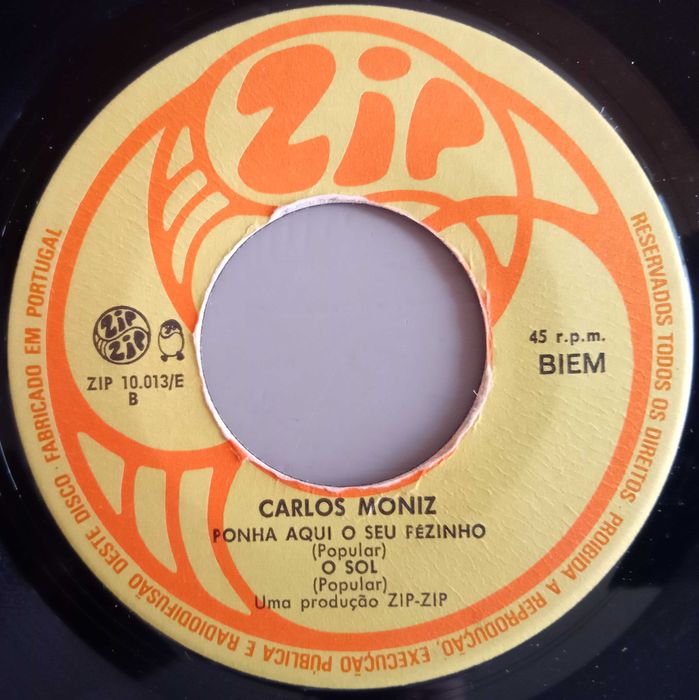 ZiP
ZiP
ZiP
ZIP 10.013/E
B
45 r.p.m.
BIEM
CARLOS MONIZ
PONHA AQUI O SEU FÉZINHO
(Popular)
O SOL
(Popular)
Uma produção ZIP-ZIP
RESERVADOS TODOS OS DIREITOS · PROIBIDA A REPRODUÇÃO, EXECUÇÃO PÚBLICA E RADIODIFUSÃO DESTE DISCO · FABRICADO EM PORTUGAL